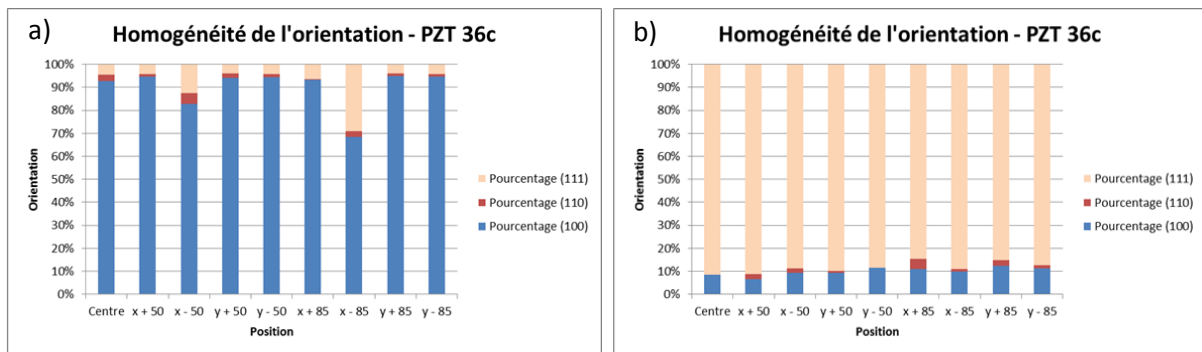 a)
Homogénéité de l'orientation - PZT 36c
100%
90%
80%
70%
60%
50%
40%
30%
20%
10%
0%
Orientation
Centre x + 50 x - 50 y + 50 y - 50 x + 85 x - 85 y + 85 y - 85
Position
Pourcentage (111)
Pourcentage (110)
Pourcentage (100)
b)
Homogénéité de l'orientation - PZT 36c
100%
90%
80%
70%
60%
50%
40%
30%
20%
10%
0%
Orientation
Centre x + 50 x - 50 y + 50 y - 50 x + 85 x - 85 y + 85 y - 85
Position
Pourcentage (111)
Pourcentage (110)
Pourcentage (100)